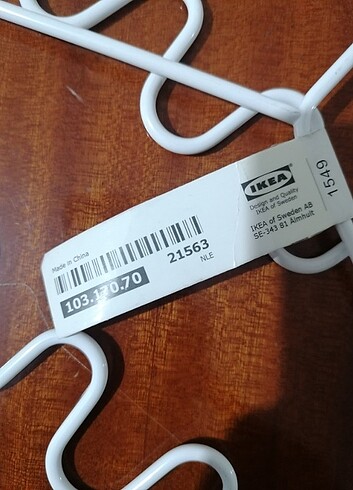 Made in China
103.170.70
21563
NLE
IKEA
Design and Quality
IKEA of Sweden
IKEA of Sweden AB
SE-343 81 Älmhult
1549